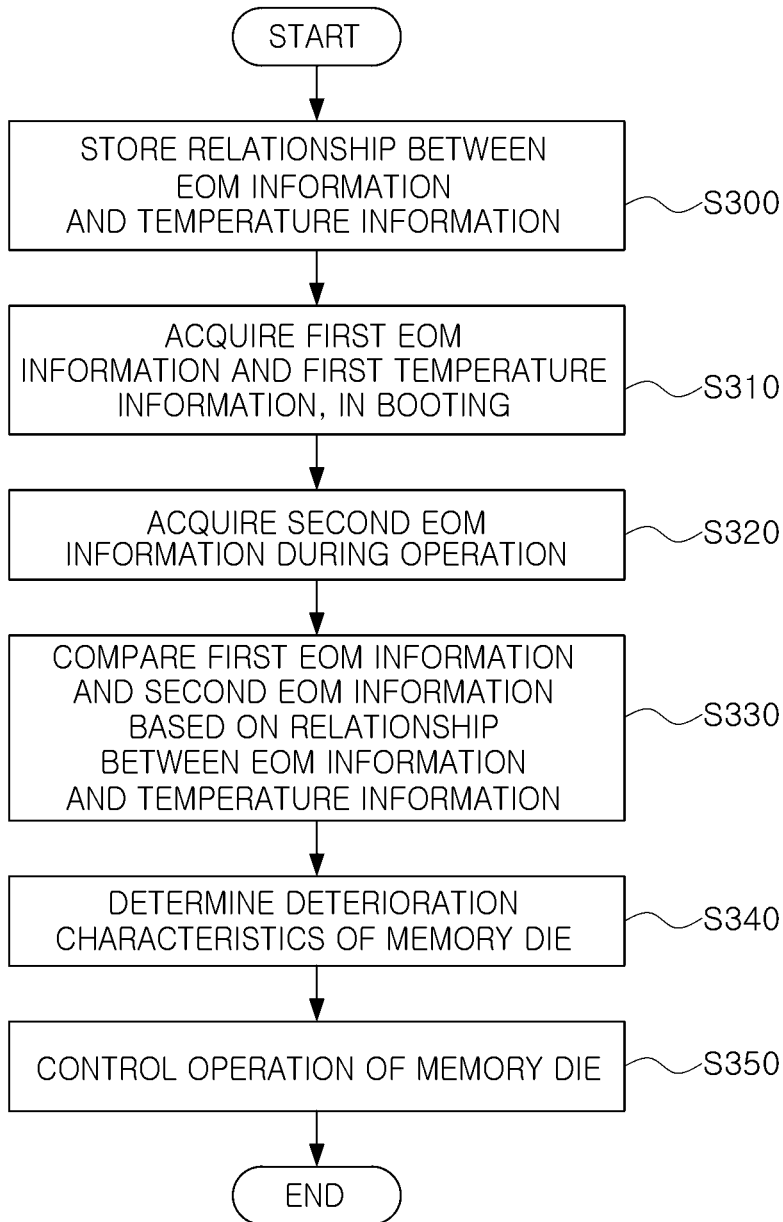 START
STORE RELATIONSHIP BETWEEN
EOM INFORMATION
AND TEMPERATURE INFORMATION
S300
ACQUIRE FIRST EOM
INFORMATION AND FIRST TEMPERATURE
INFORMATION, IN BOOTING
S310
ACQUIRE SECOND EOM
INFORMATION DURING OPERATION
S320
COMPARE FIRST EOM INFORMATION
AND SECOND EOM INFORMATION
BASED ON RELATIONSHIP
BETWEEN EOM INFORMATION
AND TEMPERATURE INFORMATION
S330
DETERMINE DETERIORATION
CHARACTERISTICS OF MEMORY DIE
S340
CONTROL OPERATION OF MEMORY DIE
S350
END